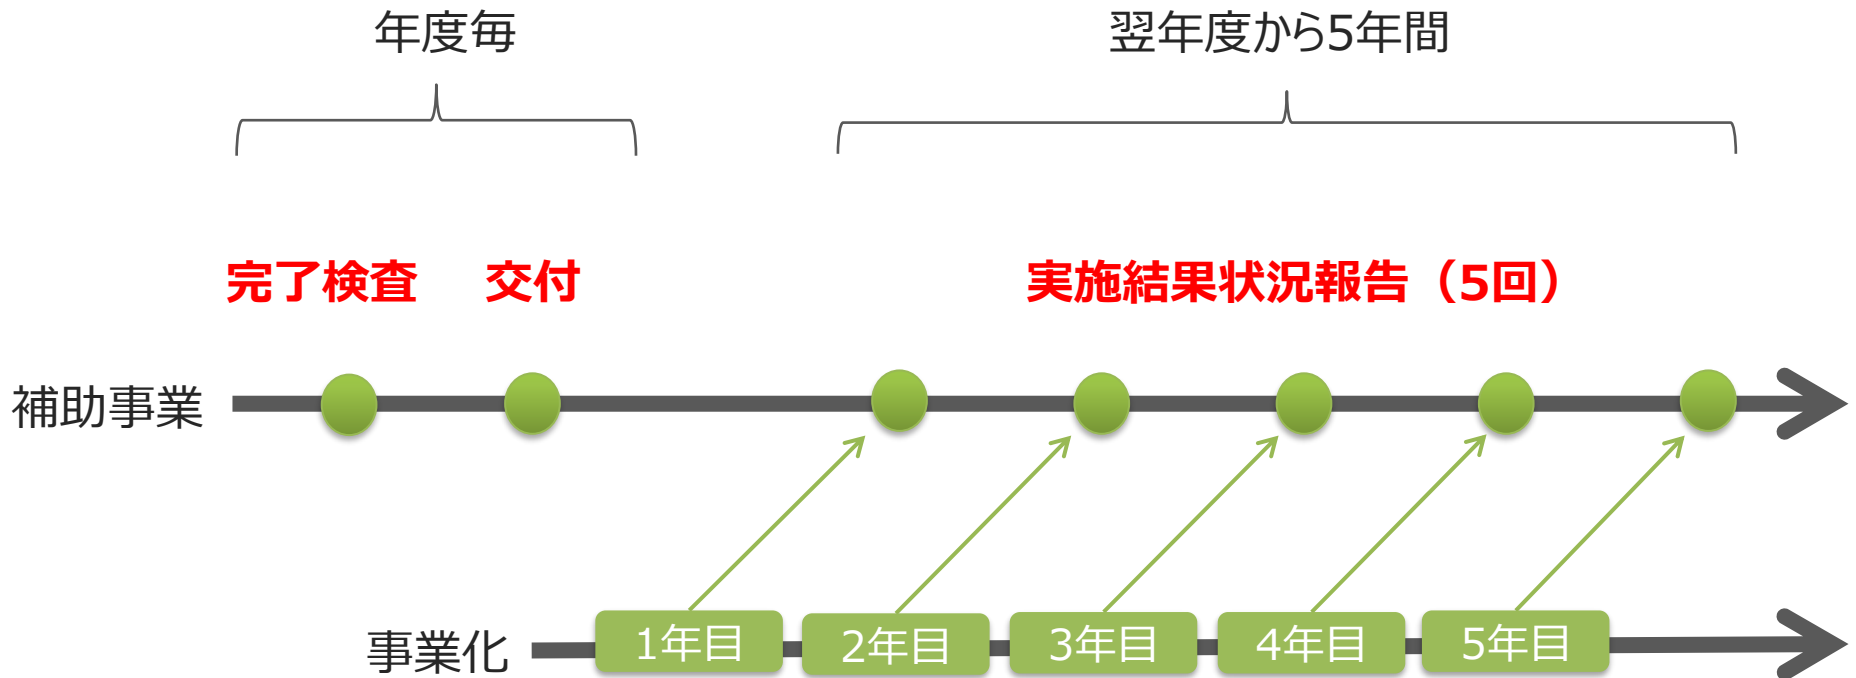 年度毎
翌年度から5年間
完了検査 交付
実施結果状況報告（5回）
補助事業
事業化
1年目
2年目
3年目
4年目
5年目